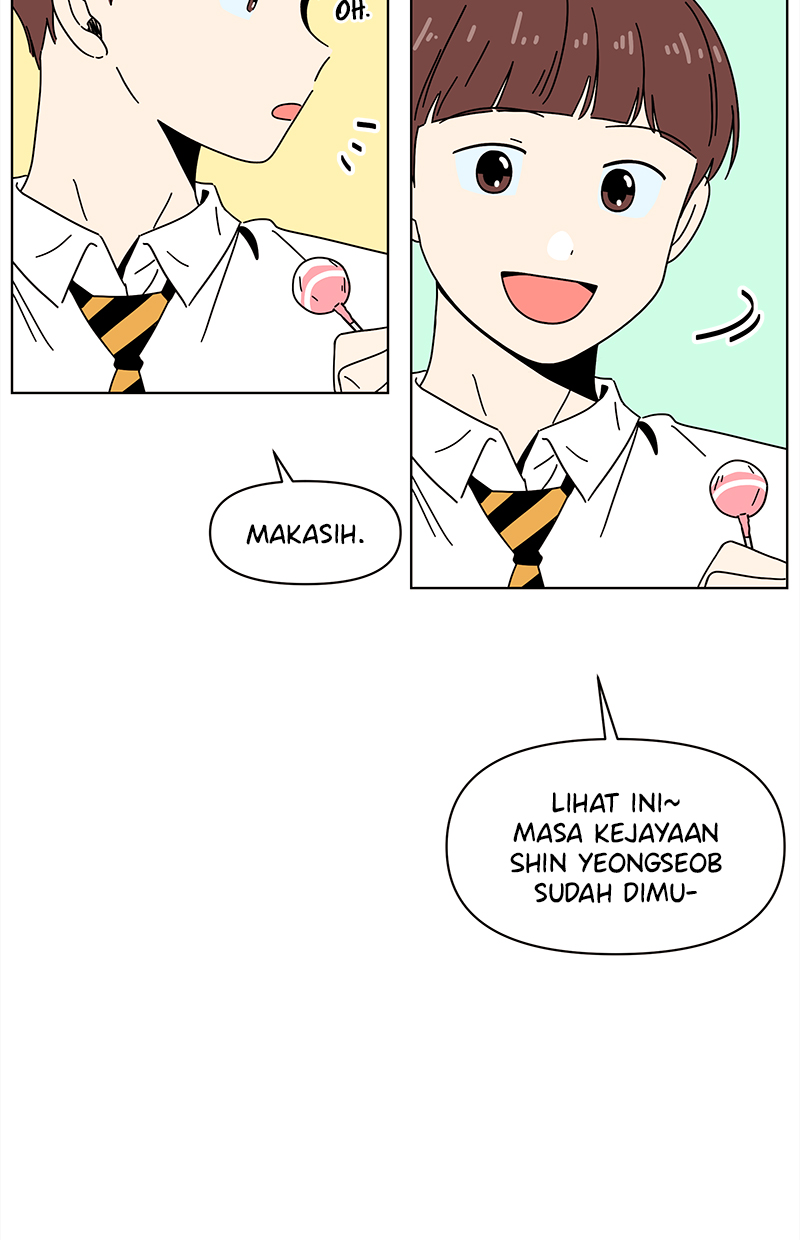 OH.
MAKASIH.
LIHAT INI~
MASA KEJAYAAN
SHIN YEONGSEOB
SUDAH DIMU-